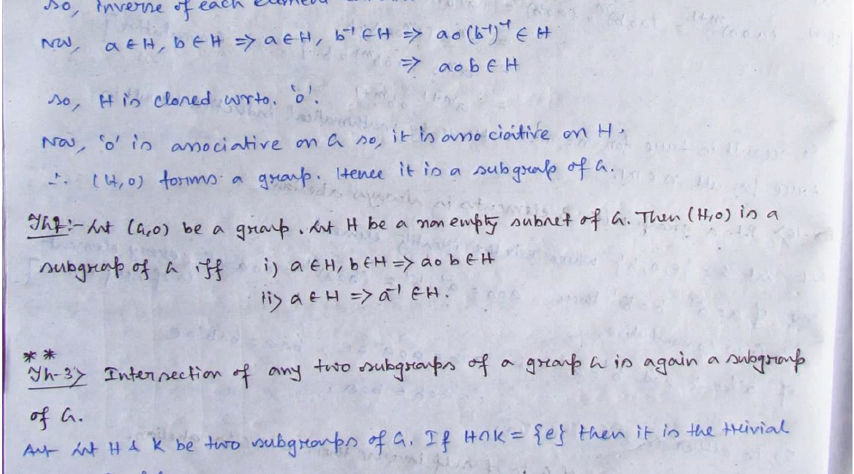 so, inverse of each element
Now, a ∈ H, b ∈ H ⇒ a ∈ H, b⁻¹ ∈ H ⇒ a o (b⁻¹)⁻¹ ∈ H
⇒ a o b ∈ H
so, H is closed w.r.to. 'o'.
Now, 'o' is associative on G so, it is associative on H.
∴ (H, o) forms a group. Hence it is a subgroup of G.
Th:- Let (G, o) be a group. Let H be a non empty subset of G. Then (H, o) is a
subgroup of G iff i) a ∈ H, b ∈ H ⇒ a o b ∈ H
ii) a ∈ H ⇒ a⁻¹ ∈ H.
* *
Th-3) Intersection of any two subgroups of a group G is again a subgroup
of G.
Let H & K be two subgroups of G. If H∩K = {e} then it is the trivial